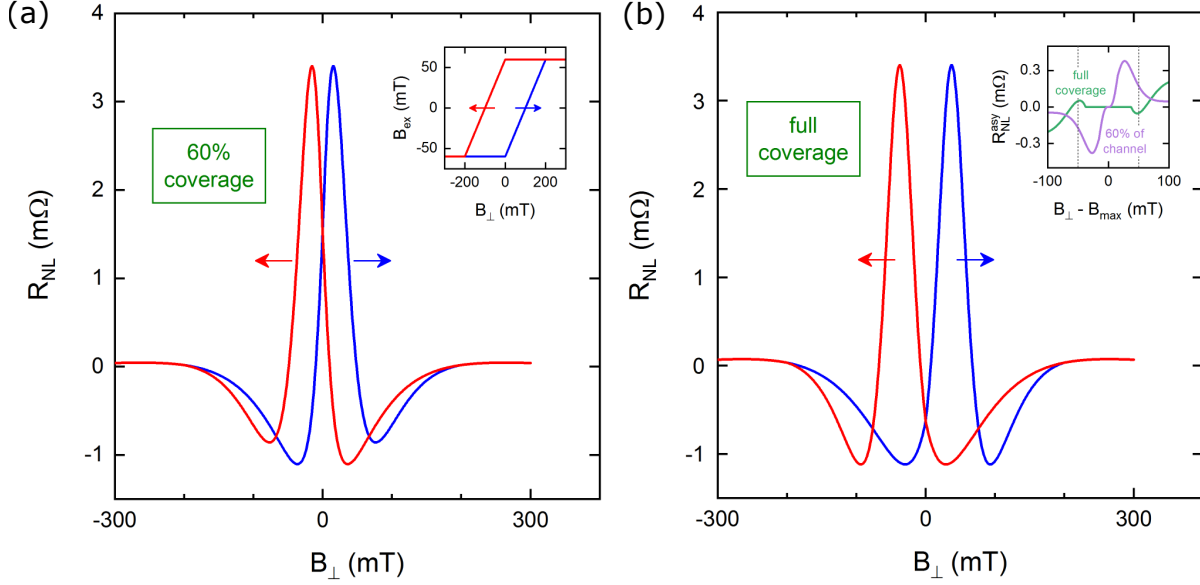 (a)
4
3
2
1
0
-1
-300
0
300
R_NL (mΩ)
B_⊥ (mT)
60%
coverage
50
0
-50
-200
0
200
B_ex (mT)
B_⊥ (mT)
(b)
4
3
2
1
0
-1
-300
0
300
R_NL (mΩ)
B_⊥ (mT)
full
coverage
0.3
0.0
-0.3
-100
0
100
R_NL^asy (mΩ)
B_⊥ - B_max (mT)
full
coverage
60% of
channel